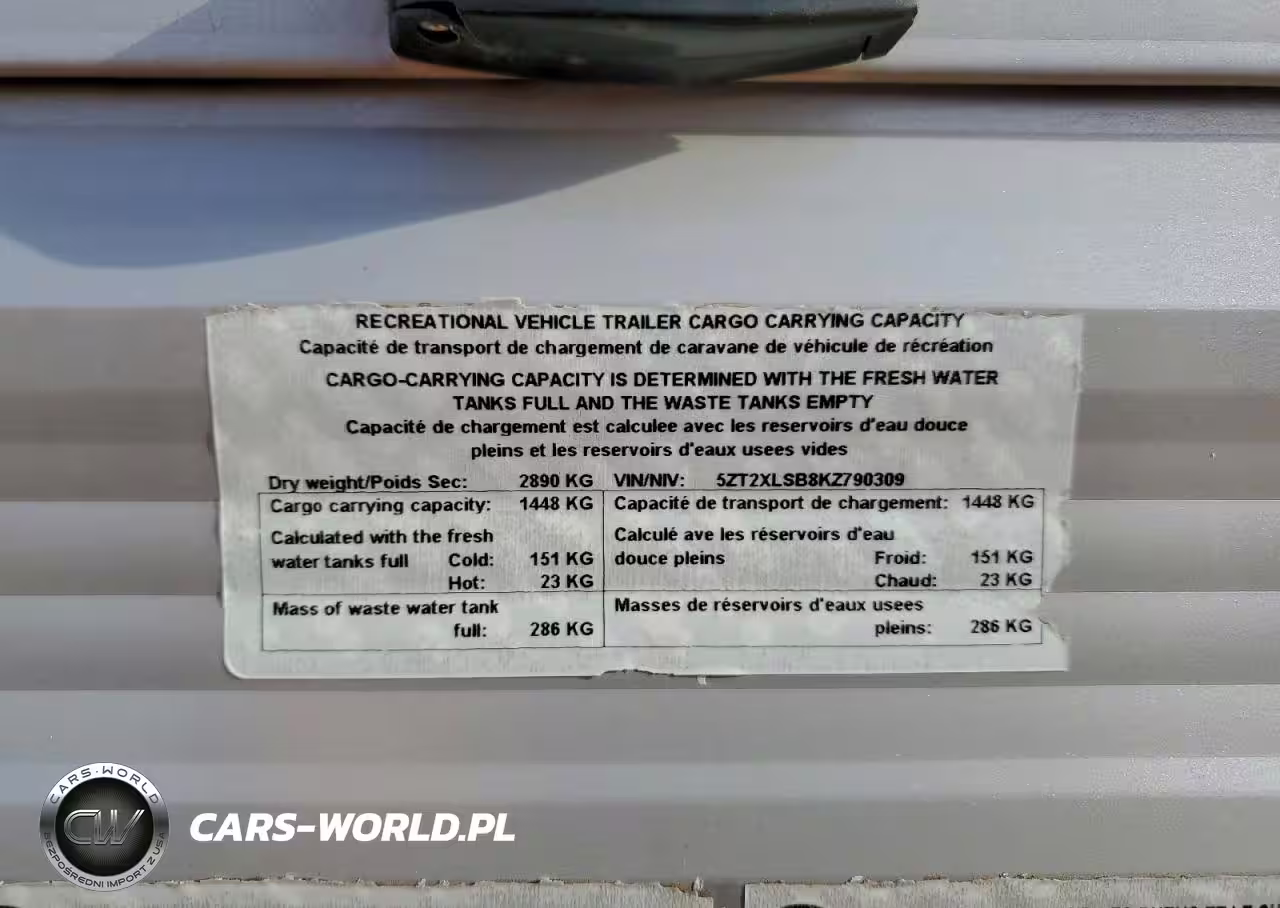 RECREATIONAL VEHICLE TRAILER CARGO CARRYING CAPACITY
Capacité de transport de chargement de caravane de véhicule de récréation
CARGO-CARRYING CAPACITY IS DETERMINED WITH THE FRESH WATER
TANKS FULL AND THE WASTE TANKS EMPTY
Capacité de chargement est calculee avec les reservoirs d'eau douce
pleins et les reservoirs d'eaux usees vides
Dry weight/Poids Sec: 2890 KG VIN/NIV: 5ZT2XLSB8KZ790309
Cargo carrying capacity: 1448 KG Capacité de transport de chargement: 1448 KG
Calculated with the fresh Calculé ave les réservoirs d'eau
water tanks full Cold: 151 KG douce pleins Froid: 151 KG
Hot: 23 KG Chaud: 23 KG
Mass of waste water tank Masses de réservoirs d'eaux usees
full: 286 KG pleins: 286 KG
CARS-WORLD
CW
BEZPOŚREDNI IMPORT Z USA
CARS-WORLD.PL